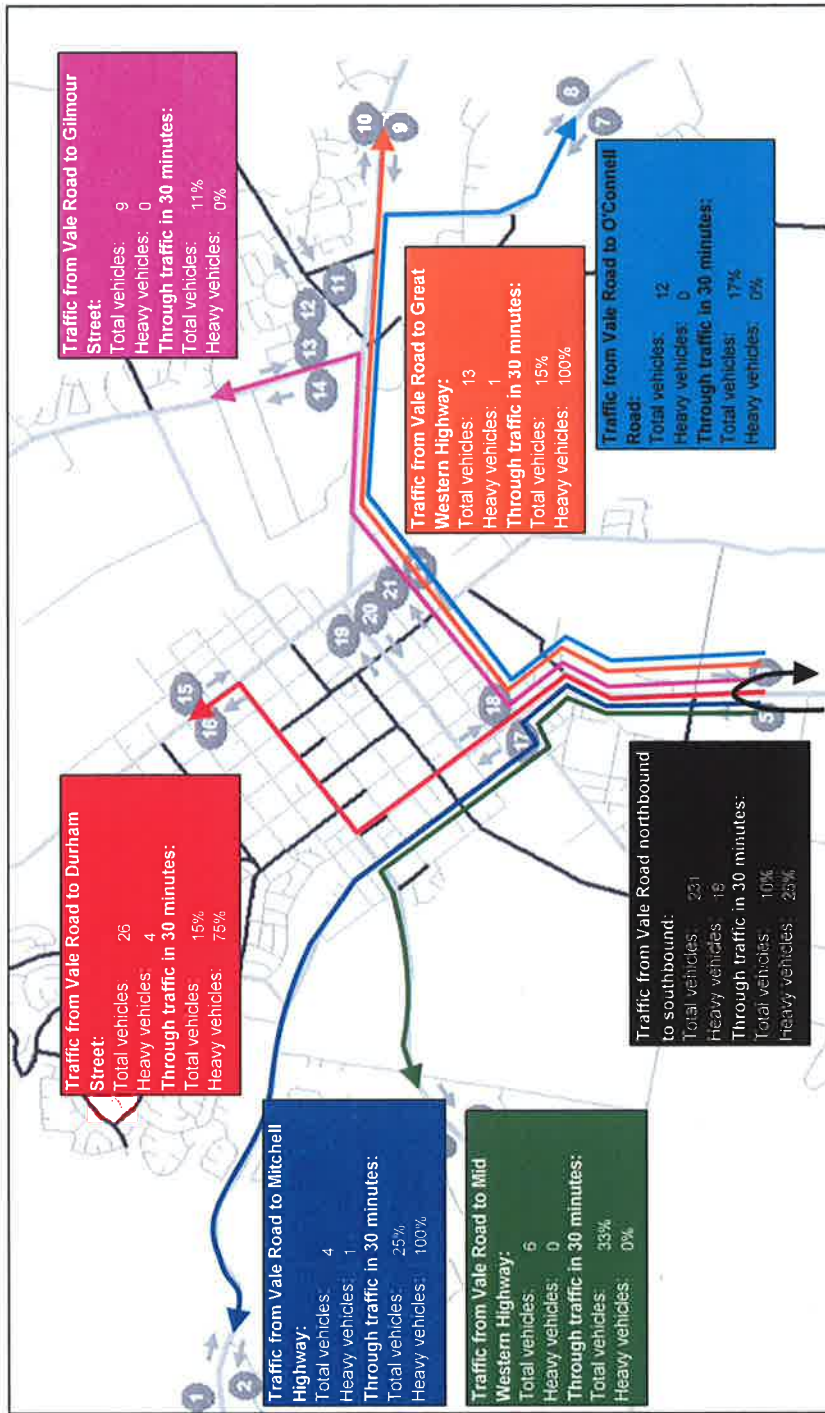 Traffic from Vale Road to Mitchell
Highway:
Total vehicles: 4
Heavy vehicles: 1
Through traffic in 30 minutes:
Total vehicles: 25%
Heavy vehicles: 100%
Traffic from Vale Road to Durham
Street:
Total vehicles: 26
Heavy vehicles: 4
Through traffic in 30 minutes:
Total vehicles: 15%
Heavy vehicles: 75%
Traffic from Vale Road to Gilmour
Street:
Total vehicles: 9
Heavy vehicles: 0
Through traffic in 30 minutes:
Total vehicles: 11%
Heavy vehicles: 0%
1
2
15
16
14
13
12
11
10
9
8
7
19
20
21
17
18
5
Traffic from Vale Road to Mid
Western Highway:
Total vehicles: 6
Heavy vehicles: 0
Through traffic in 30 minutes:
Total vehicles: 33%
Heavy vehicles: 0%
Traffic from Vale Road to Great
Western Highway:
Total vehicles: 13
Heavy vehicles: 1
Through traffic in 30 minutes:
Total vehicles: 15%
Heavy vehicles: 100%
Traffic from Vale Road northbound
to southbound:
Total vehicles: 231
Heavy vehicles:
Through traffic in 30 minutes:
Total vehicles: 10%
Heavy vehicles:
Traffic from Vale Road to O'Connell
Road:
Total vehicles: 12
Heavy vehicles: 0
Through traffic in 30 minutes:
Total vehicles: 17%
Heavy vehicles: 0%